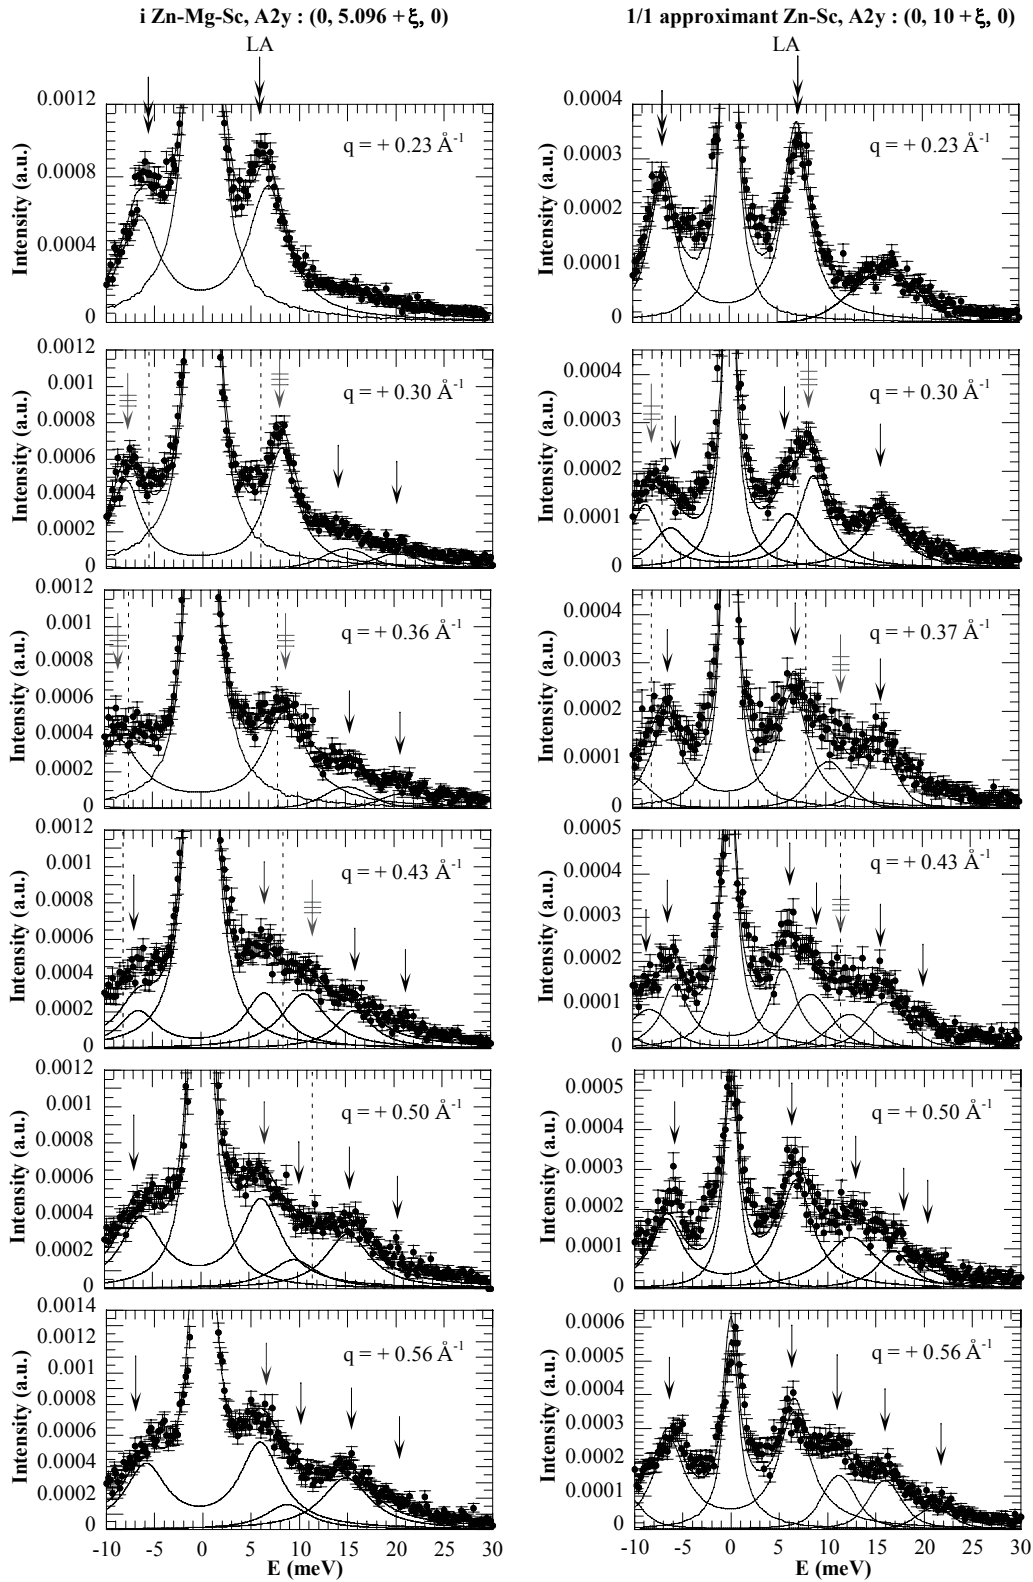 i Zn-Mg-Sc, A2y : (0, 5.096 + ξ, 0)
LA
0.0012
0.0008
0.0004
0
Intensity (a.u.)
q = + 0.23 Å-1
0.0012
0.001
0.0008
0.0006
0.0004
0.0002
0
Intensity (a.u.)
q = + 0.30 Å-1
0.0012
0.001
0.0008
0.0006
0.0004
0.0002
0
Intensity (a.u.)
q = + 0.36 Å-1
0.0012
0.001
0.0008
0.0006
0.0004
0.0002
0
Intensity (a.u.)
q = + 0.43 Å-1
0.0012
0.001
0.0008
0.0006
0.0004
0.0002
0
Intensity (a.u.)
q = + 0.50 Å-1
0.0014
0.0012
0.001
0.0008
0.0006
0.0004
0.0002
0
Intensity (a.u.)
q = + 0.56 Å-1
-10 -5 0 5 10 15 20 25 30
E (meV)
1/1 approximant Zn-Sc, A2y : (0, 10 + ξ, 0)
LA
0.0004
0.0003
0.0002
0.0001
0
Intensity (a.u.)
q = + 0.23 Å-1
0.0004
0.0003
0.0002
0.0001
0
Intensity (a.u.)
q = + 0.30 Å-1
0.0004
0.0003
0.0002
0.0001
0
Intensity (a.u.)
q = + 0.37 Å-1
0.0005
0.0004
0.0003
0.0002
0.0001
0
Intensity (a.u.)
q = + 0.43 Å-1
0.0005
0.0004
0.0003
0.0002
0.0001
0
Intensity (a.u.)
q = + 0.50 Å-1
0.0006
0.0005
0.0004
0.0003
0.0002
0.0001
0
Intensity (a.u.)
q = + 0.56 Å-1
-10 -5 0 5 10 15 20 25 30
E (meV)